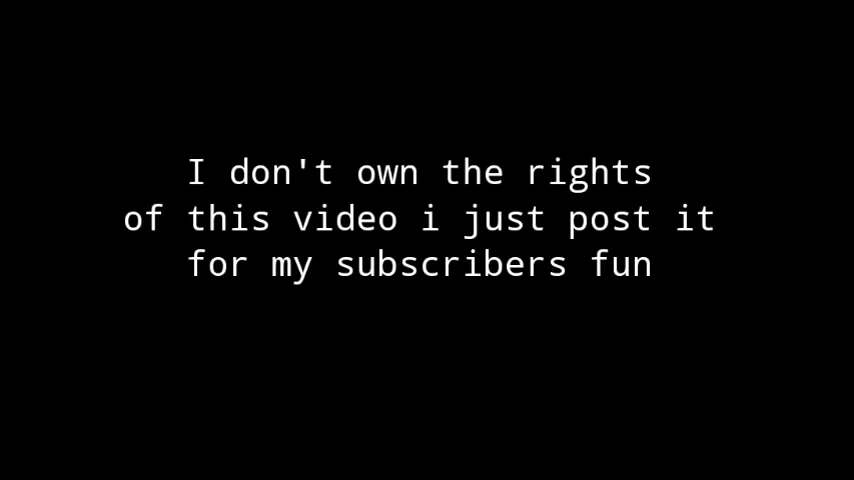 I don't own the rights
of this video i just post it
for my subscribers fun